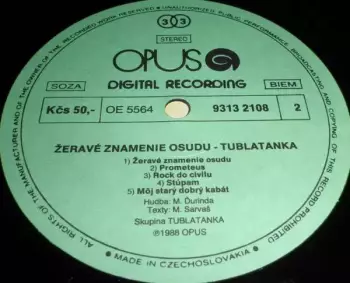 33
STEREO
OPUS
DIGITAL RECORDING
SOZA
BIEM
Kčs 50,-
OE 5564
9313 2108
2
ŽERAVÉ ZNAMENIE OSUDU - TUBLATANKA
1) Žeravé znamenie osudu
2) Prometeus
3) Rock do civilu
4) Stúpam
5) Môj starý dobrý kabát
Hudba: M. Ďurinda
Texty: M. Sarvaš
Skupina TUBLATANKA
Ⓟ1988 OPUS
• MADE IN CZECHOSLOVAKIA •
ALL RIGHTS OF THE MANUFACTURER AND OF THE OWNER OF THE RECORDED WORK RESERVED • UNAUTHORIZED PUBLIC PERFORMANCE, BROADCASTING AND COPYING OF THIS RECORD PROHIBITED